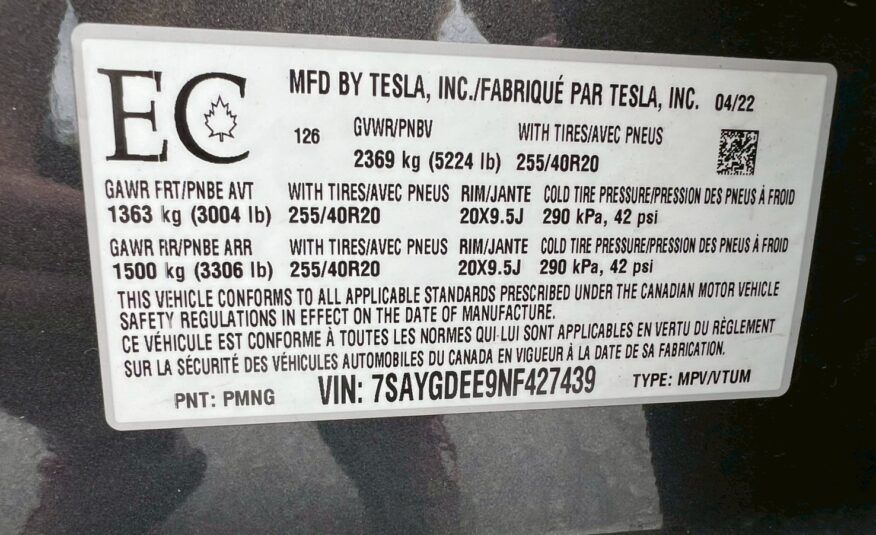 EC
MFD BY TESLA, INC./FABRIQUÉ PAR TESLA, INC. 04/22
126 GVWR/PNBV WITH TIRES/AVEC PNEUS
2369 kg (5224 lb) 255/40R20
GAWR FRT/PNBE AVT WITH TIRES/AVEC PNEUS RIM/JANTE COLD TIRE PRESSURE/PRESSION DES PNEUS À FROID
1363 kg (3004 lb) 255/40R20 20X9.5J 290 kPa, 42 psi
GAWR RR/PNBE ARR WITH TIRES/AVEC PNEUS RIM/JANTE COLD TIRE PRESSURE/PRESSION DES PNEUS À FROID
1500 kg (3306 lb) 255/40R20 20X9.5J 290 kPa, 42 psi
THIS VEHICLE CONFORMS TO ALL APPLICABLE STANDARDS PRESCRIBED UNDER THE CANADIAN MOTOR VEHICLE
SAFETY REGULATIONS IN EFFECT ON THE DATE OF MANUFACTURE.
CE VÉHICULE EST CONFORME À TOUTES LES NORMES QUI LUI SONT APPLICABLES EN VERTU DU RÈGLEMENT
SUR LA SÉCURITÉ DES VÉHICULES AUTOMOBILES DU CANADA EN VIGUEUR À LA DATE DE SA FABRICATION.
PNT: PMNG VIN: 7SAYGDEE9NF427439 TYPE: MPV/VTUM